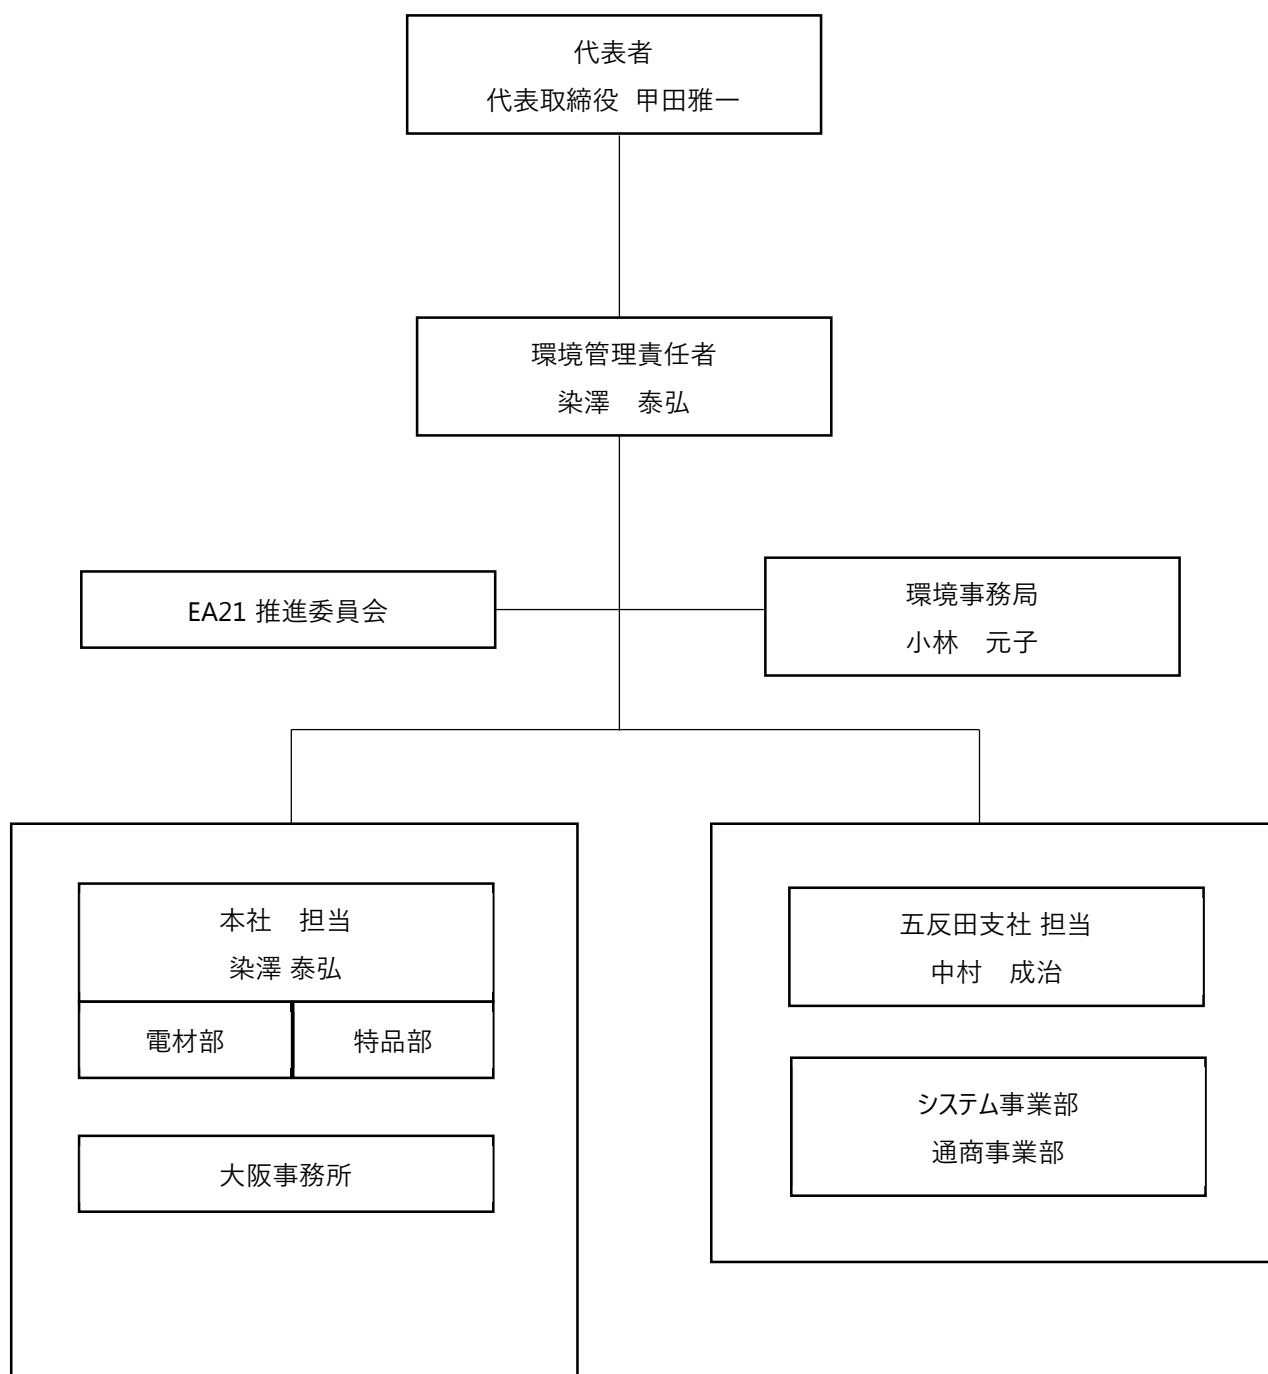 代表者
代表取締役 甲田雅一
環境管理責任者
染澤　泰弘
EA21 推進委員会
環境事務局
小林　元子
本社　担当
染澤 泰弘
電材部
特品部
大阪事務所
五反田支社 担当
中村　成治
システム事業部
通商事業部